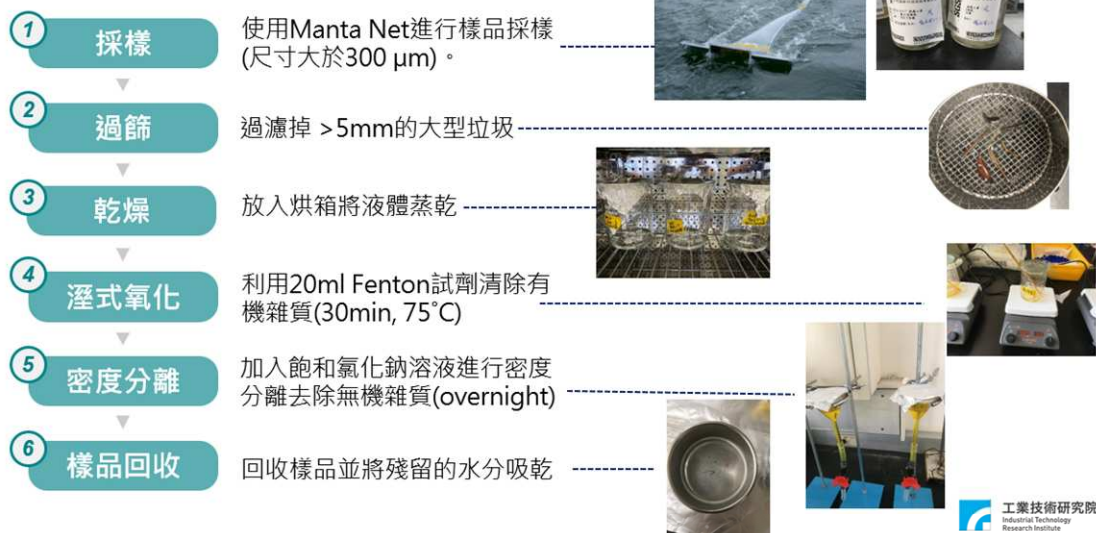 1
採樣
使用Manta Net進行樣品採樣
(尺寸大於300 μm)。
2
過篩
過濾掉 >5mm的大型垃圾
3
乾燥
放入烘箱將液體蒸乾
4
溼式氧化
利用20ml Fenton試劑清除有
機雜質(30min, 75˚C)
5
密度分離
加入飽和氯化鈉溶液進行密度
分離去除無機雜質(overnight)
6
樣品回收
回收樣品並將殘留的水分吸乾
工業技術研究院
Industrial Technology
Research Institute